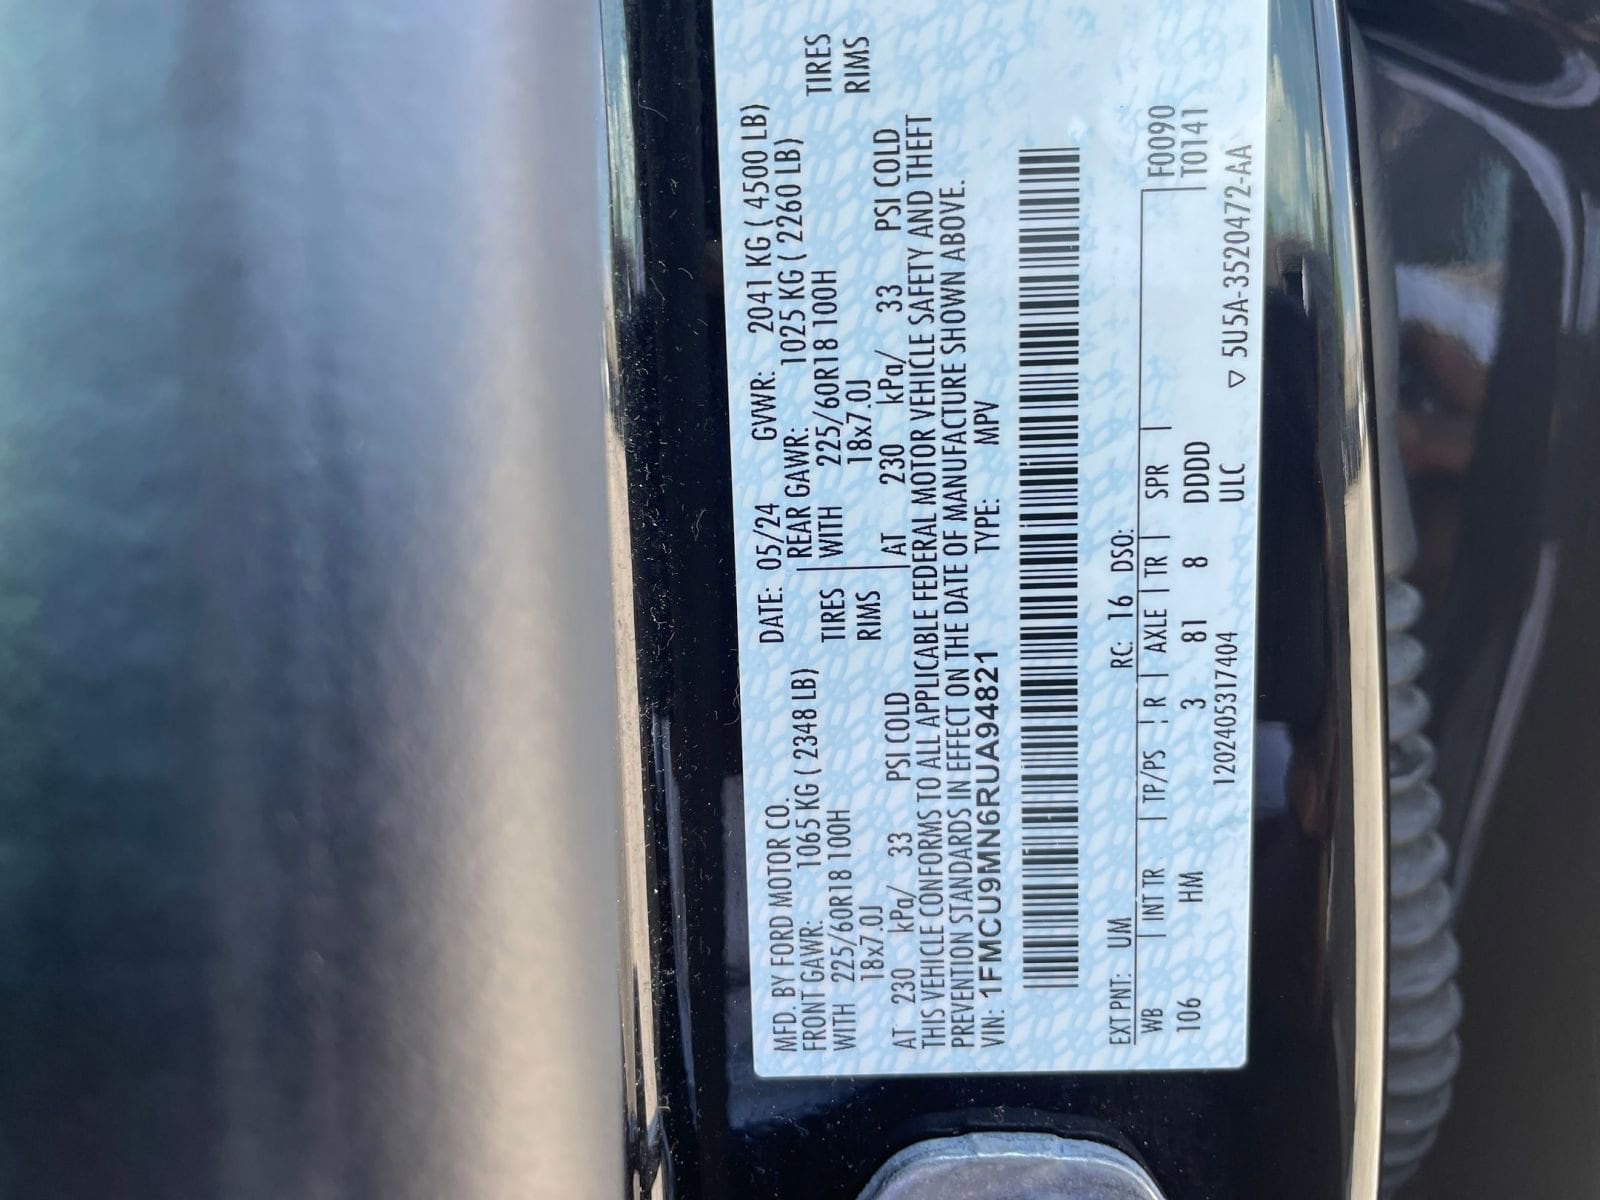 MFD. BY FORD MOTOR CO. DATE: 05/24 GVWR: 2041 KG ( 4500 LB)
FRONT GAWR: 1065 KG ( 2348 LB) REAR GAWR: 1025 KG ( 2260 LB)
WITH 225/60R18 100H TIRES WITH 225/60R18 100H TIRES
18x7.0J RIMS 18x7.0J RIMS
AT 230 kPa/ 33 PSI COLD AT 230 kPa/ 33 PSI COLD
THIS VEHICLE CONFORMS TO ALL APPLICABLE FEDERAL MOTOR VEHICLE SAFETY AND THEFT
PREVENTION STANDARDS IN EFFECT ON THE DATE OF MANUFACTURE SHOWN ABOVE.
VIN: 1FMCU9MN6RUA94821 TYPE: MPV
EXT PNT: UM RC: 16 DSO:
WB INT TR TP/PS R AXLE TR SPR F0090
106 HM 3 81 8 DDDD T0141
1202405317404 ULC ▽ 5U5A-3520472-AA